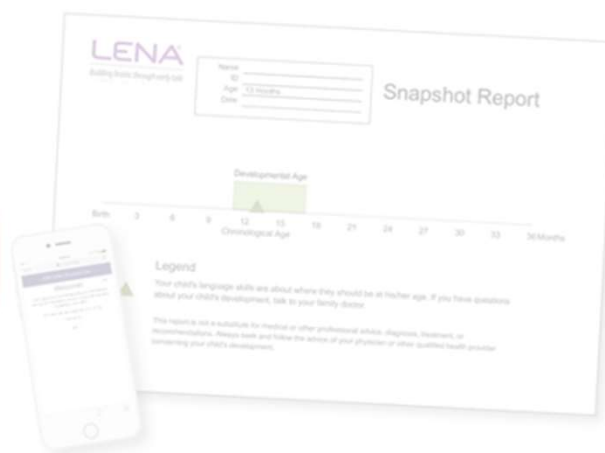 LENA
Building brains through early talk
Name
ID
Age 13 months
Date
Snapshot Report
Developmental Age
Birth 3 6 9 12 15 18 21 24 27 30 33 36 Months
Chronological Age
Legend
Your child's language skills are about where they should be at his/her age. If you have questions
about your child's development, talk to your family doctor.
This report is not a substitute for medical or other professional advice, diagnosis, treatment, or
recommendations. Always seek and follow the advice of your physician or other qualified health provider
concerning your child's development.